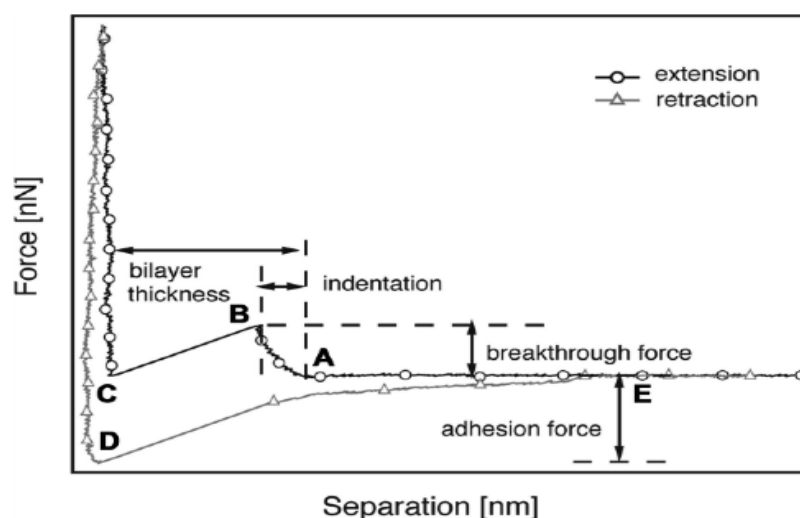 extension
retraction
Force [nN]
bilayer
thickness
indentation
B
A
breakthrough force
C
E
D
adhesion force
Separation [nm]